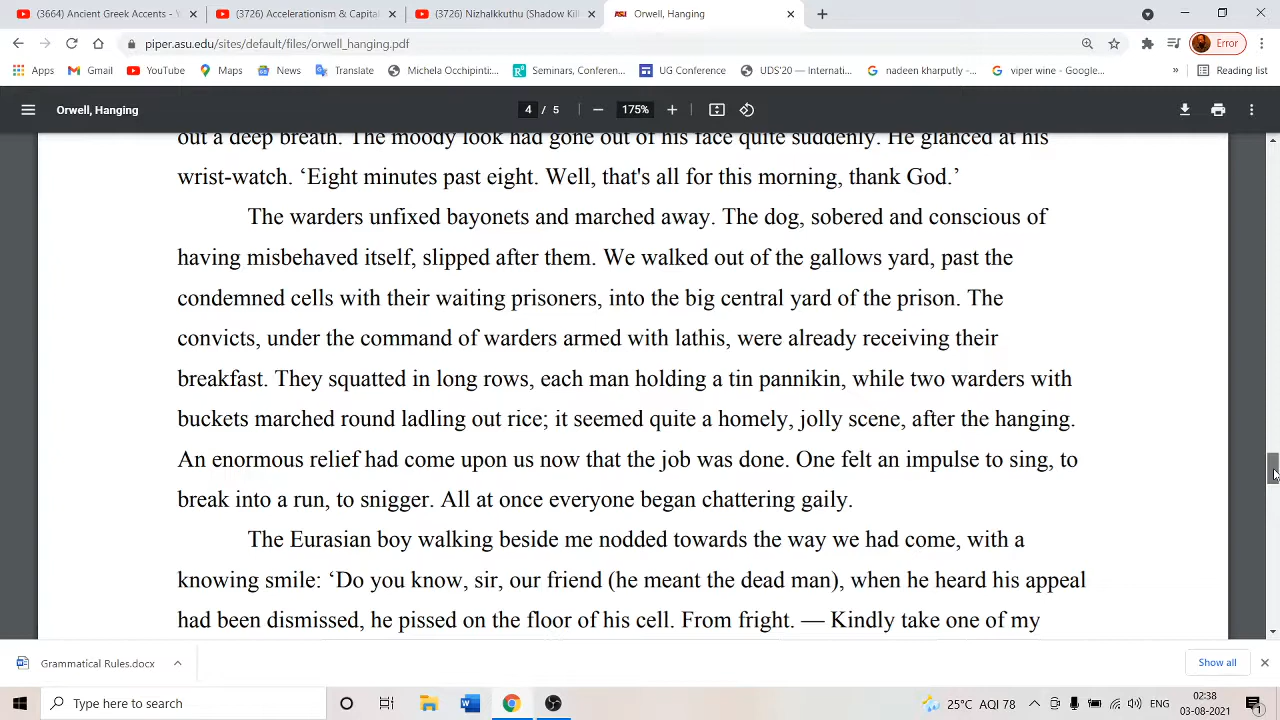 (3664) Ancient Greek Accents - V
(3726) Accelerationism & Capital
(3726) Nizhalkkuthu (Shadow Kill
Orwell, Hanging
piper.asu.edu/sites/default/files/orwell_hanging.pdf
Error
Apps
Gmail
YouTube
Maps
News
Translate
Michela Occhipinti:...
Seminars, Conferen...
UG Conference
UDS'20 — Internati...
nadeen kharputly -...
viper wine - Google...
»
Reading list
Orwell, Hanging
4 / 5
175%
out a deep breath. The moody look had gone out of his face quite suddenly. He glanced at his
wrist-watch. ‘Eight minutes past eight. Well, that's all for this morning, thank God.’
The warders unfixed bayonets and marched away. The dog, sobered and conscious of
having misbehaved itself, slipped after them. We walked out of the gallows yard, past the
condemned cells with their waiting prisoners, into the big central yard of the prison. The
convicts, under the command of warders armed with lathis, were already receiving their
breakfast. They squatted in long rows, each man holding a tin pannikin, while two warders with
buckets marched round ladling out rice; it seemed quite a homely, jolly scene, after the hanging.
An enormous relief had come upon us now that the job was done. One felt an impulse to sing, to
break into a run, to snigger. All at once everyone began chattering gaily.
The Eurasian boy walking beside me nodded towards the way we had come, with a
knowing smile: ‘Do you know, sir, our friend (he meant the dead man), when he heard his appeal
had been dismissed, he pissed on the floor of his cell. From fright. — Kindly take one of my
Grammatical Rules.docx
Show all
Type here to search
25°C AQI 78
ENG
02:38
03-08-2021
1